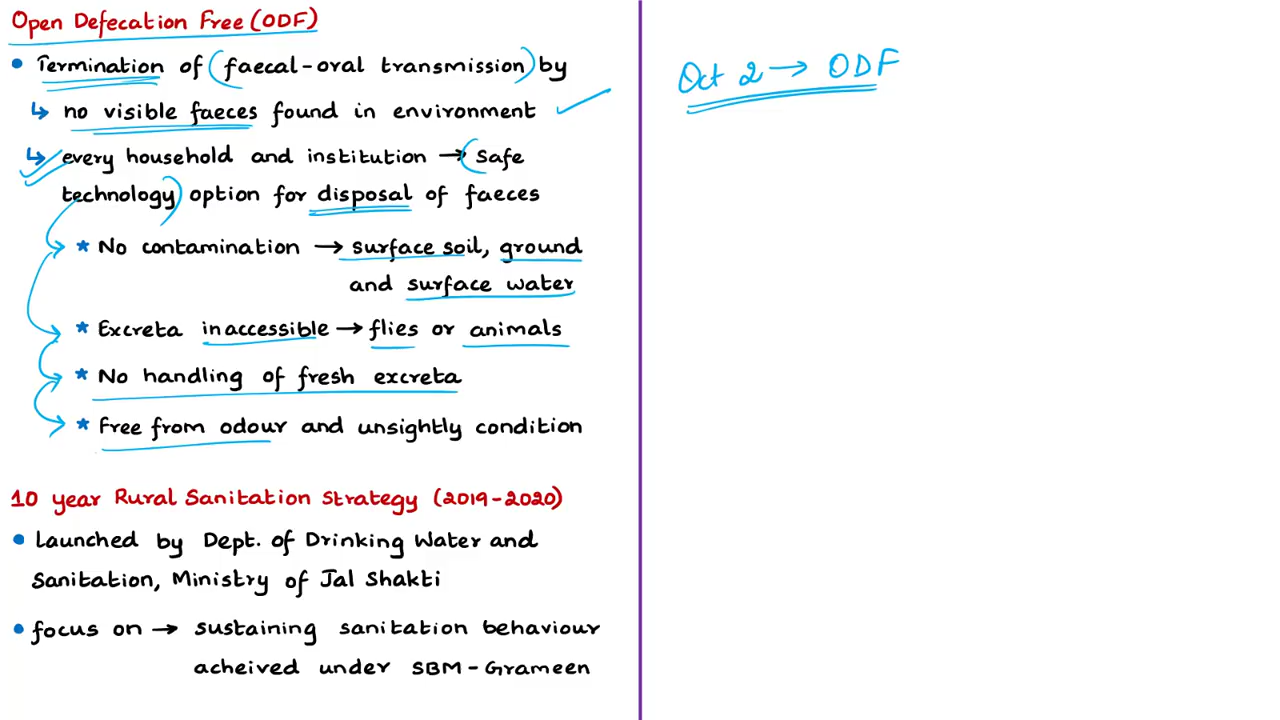 Open Defecation Free (ODF)
• Termination of (faecal-oral transmission) by
↳ no visible faeces found in environment
↳ every household and institution → (safe
technology) option for disposal of faeces
* No contamination → surface soil, ground
and surface water
* Excreta inaccessible → flies or animals
* No handling of fresh excreta
* Free from odour and unsightly condition
10 year Rural Sanitation Strategy (2019-2020)
• Launched by Dept. of Drinking Water and
Sanitation, Ministry of Jal Shakti
• focus on → sustaining sanitation behaviour
acheived under SBM-Grameen
Oct 2 → ODF